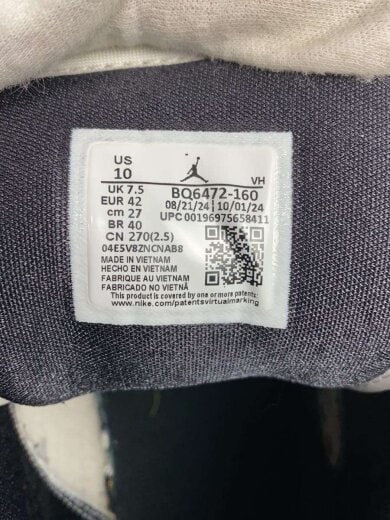 US
10
VH
UK 7.5
BQ6472-160
EUR 42
08/21/24 10/01/24
cm 27
UPC00196975658411
BR 40
CN 270(2.5)
04E5V8ZNCNAB8
MADE IN VIETNAM
HECHO EN VIETNAM
FABRIQUE AU VIETNAM
FABRICADO NO VIETNÃ
This product is covered by one or more patents:
www.nike.com/patentsvirtualmarking